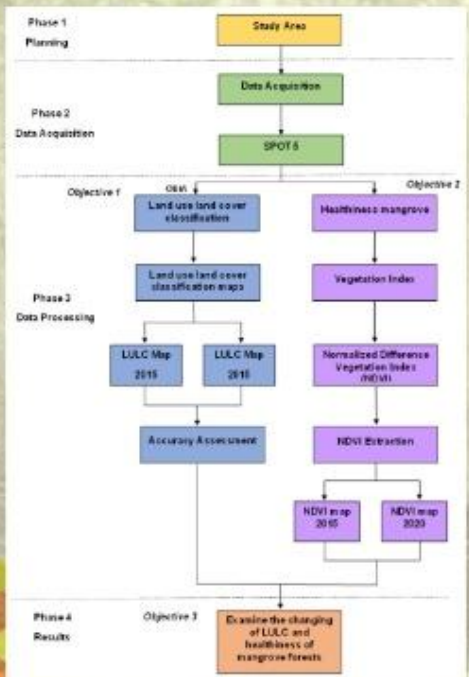 Phase 1
Planning
Study Area
Phase 2
Data Acquisition
Data Acquisition
SPOT 5
Objective 1
OBIA
Objective 2
Land use land cover
classification
Healthiness mangrove
Phase 3
Data Processing
Land use land cover
classification maps
Vegetation Index
LULC Map
2015
LULC Map
2015
Normalized Difference
Vegetation Index
(NDVI)
Accuracy Assessment
NDVI Extraction
NDVI map
2015
NDVI map
2020
Phase 4
Results
Objective 3
Examine the changing
of LULC and
healthiness of
mangrove forests